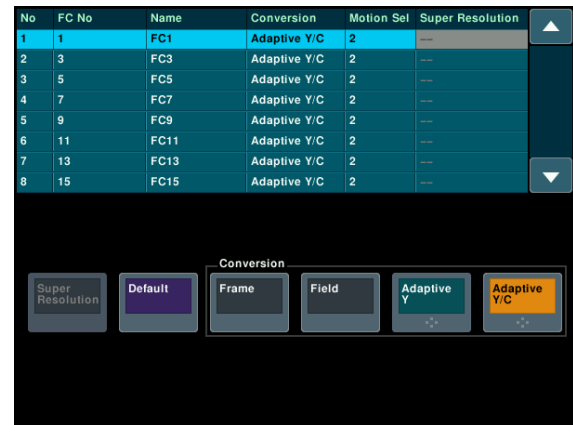 No FC No Name Conversion Motion Sel Super Resolution
1 1 FC1 Adaptive Y/C 2 --
2 3 FC3 Adaptive Y/C 2 --
3 5 FC5 Adaptive Y/C 2 --
4 7 FC7 Adaptive Y/C 2 --
5 9 FC9 Adaptive Y/C 2 --
6 11 FC11 Adaptive Y/C 2 --
7 13 FC13 Adaptive Y/C 2 --
8 15 FC15 Adaptive Y/C 2 --
Conversion
Super
Resolution
Default
Frame
Field
Adaptive
Y
Adaptive
Y/C